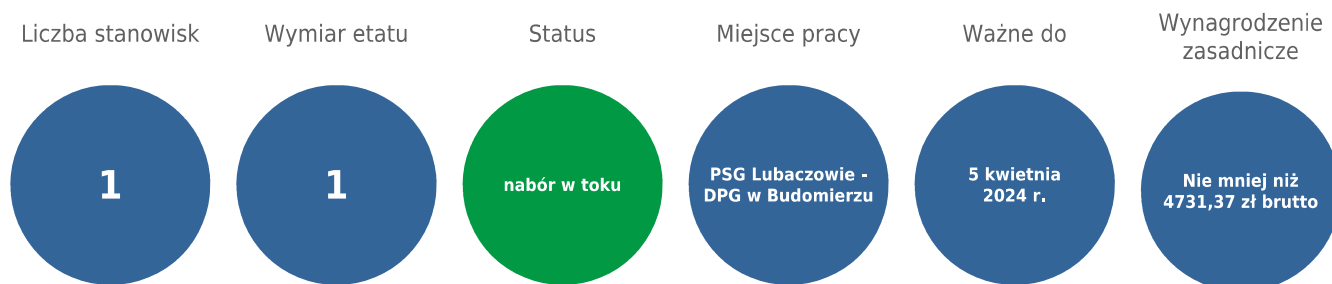 Liczba stanowisk
1
Wymiar etatu
1
Status
nabór w toku
Miejsce pracy
PSG Lubaczowie -
DPG w Budomierzu
Ważne do
5 kwietnia
2024 r.
Wynagrodzenie
zasadnicze
Nie mniej niż
4731,37 zł brutto